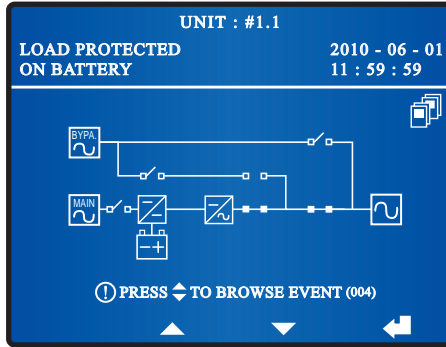 UNIT : #1.1
LOAD PROTECTED 2010 - 06 - 01
ON BATTERY 11 : 59 : 59
BYPA.
MAIN
PRESS TO BROWSE EVENT (004)